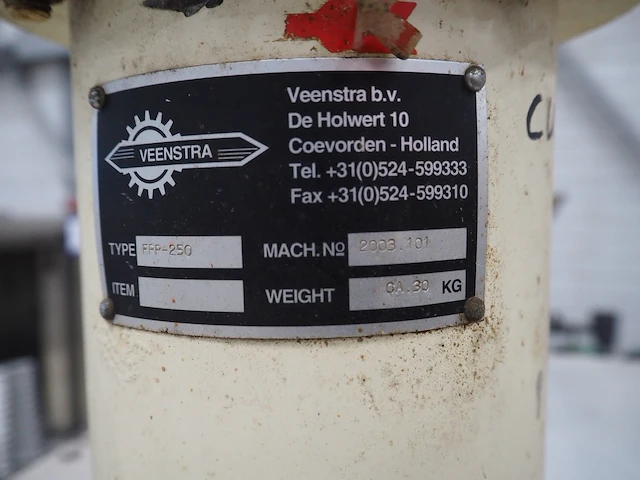 VEENSTRA
Veenstra b.v.
De Holwert 10
Coevorden - Holland
Tel. +31(0)524-599333
Fax +31(0)524-599310
TYPE FFP-250 MACH.No 2003.101
ITEM WEIGHT CA.30 KG